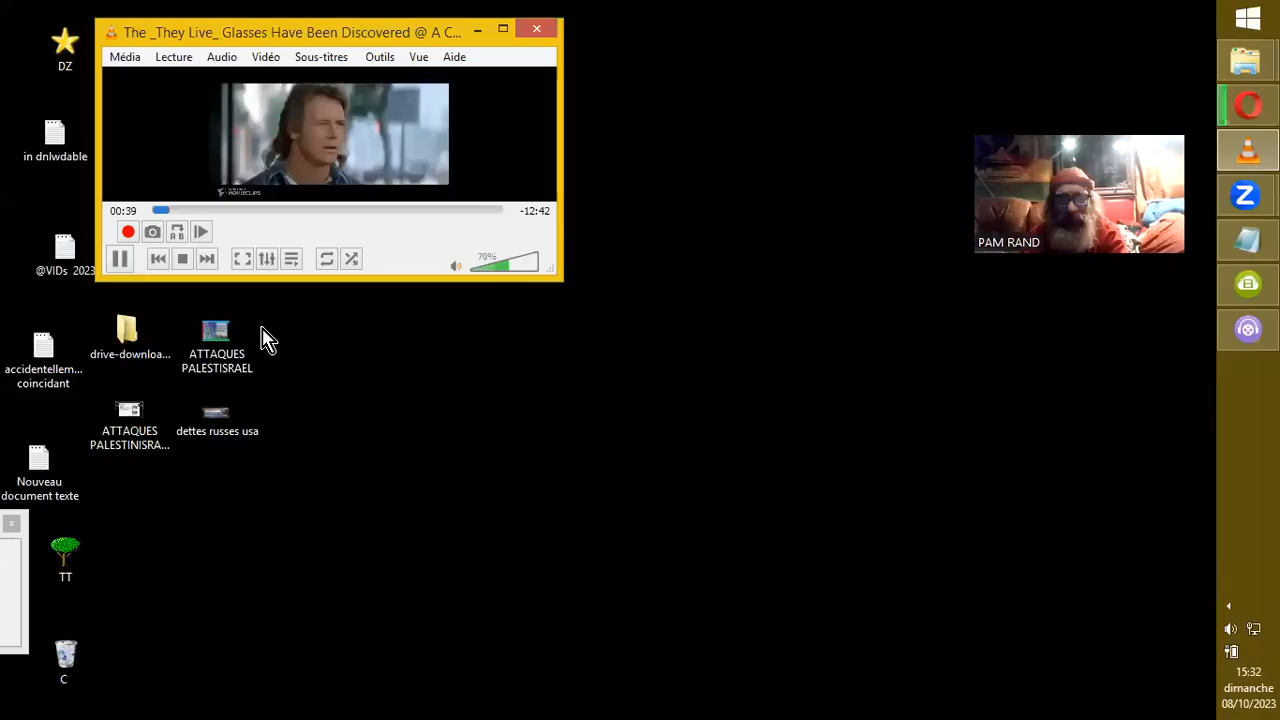 The _They Live_ Glasses Have Been Discovered @ A C...
Média Lecture Audio Vidéo Sous-titres Outils Vue Aide
MOVIECLIPS
00:39
-12:42
70%
DZ
in dnlwdable
@VIDs 2023
accidentellem...
coincidant
Nouveau
document texte
TT
C
drive-downloa...
ATTAQUES
PALESTISRAEL
ATTAQUES
PALESTINISRA...
dettes russes usa
PAM RAND
15:32
dimanche
08/10/2023